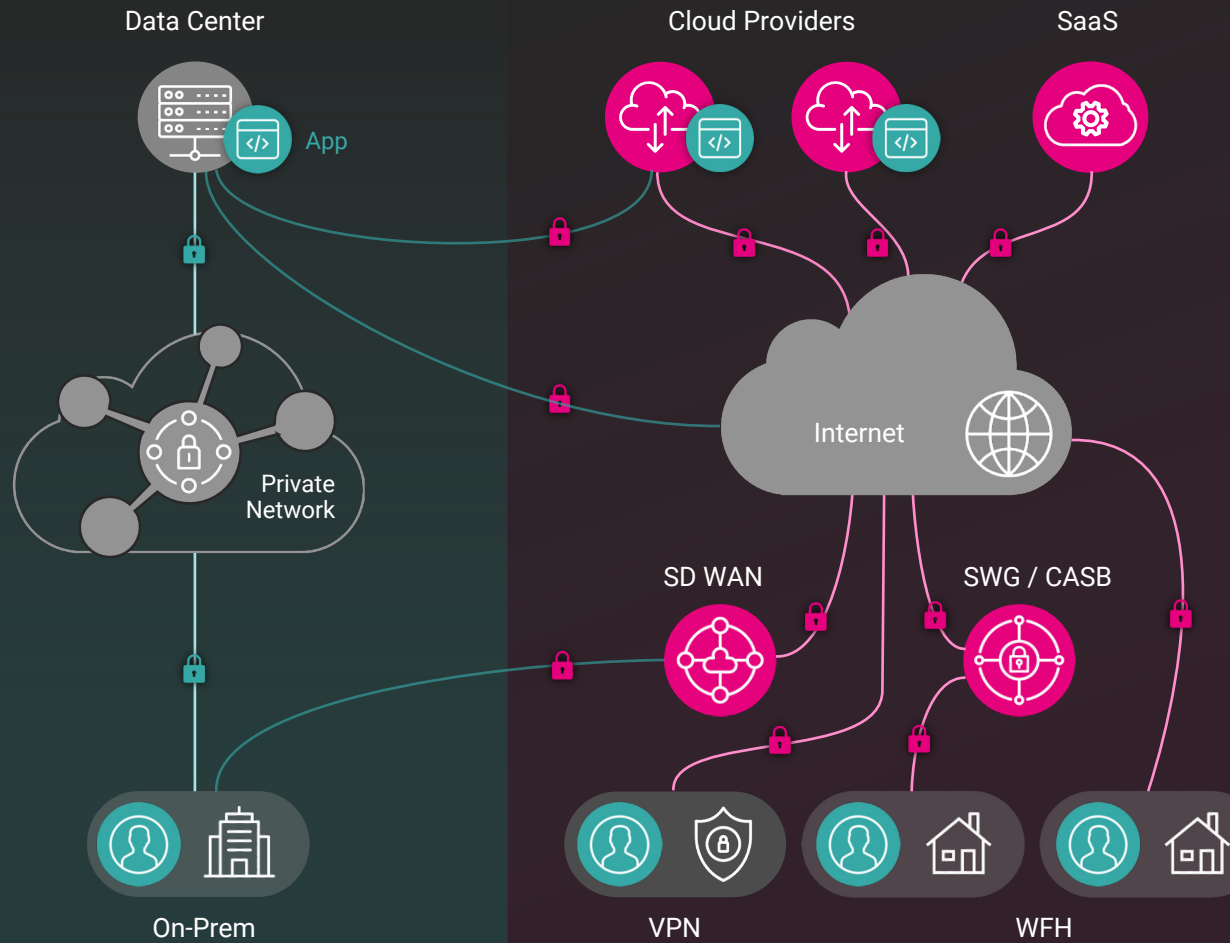 Data Center
Cloud Providers
SaaS
</>
App
</>
</>
Internet
Private
Network
SD WAN
SWG / CASB
On-Prem
VPN
WFH